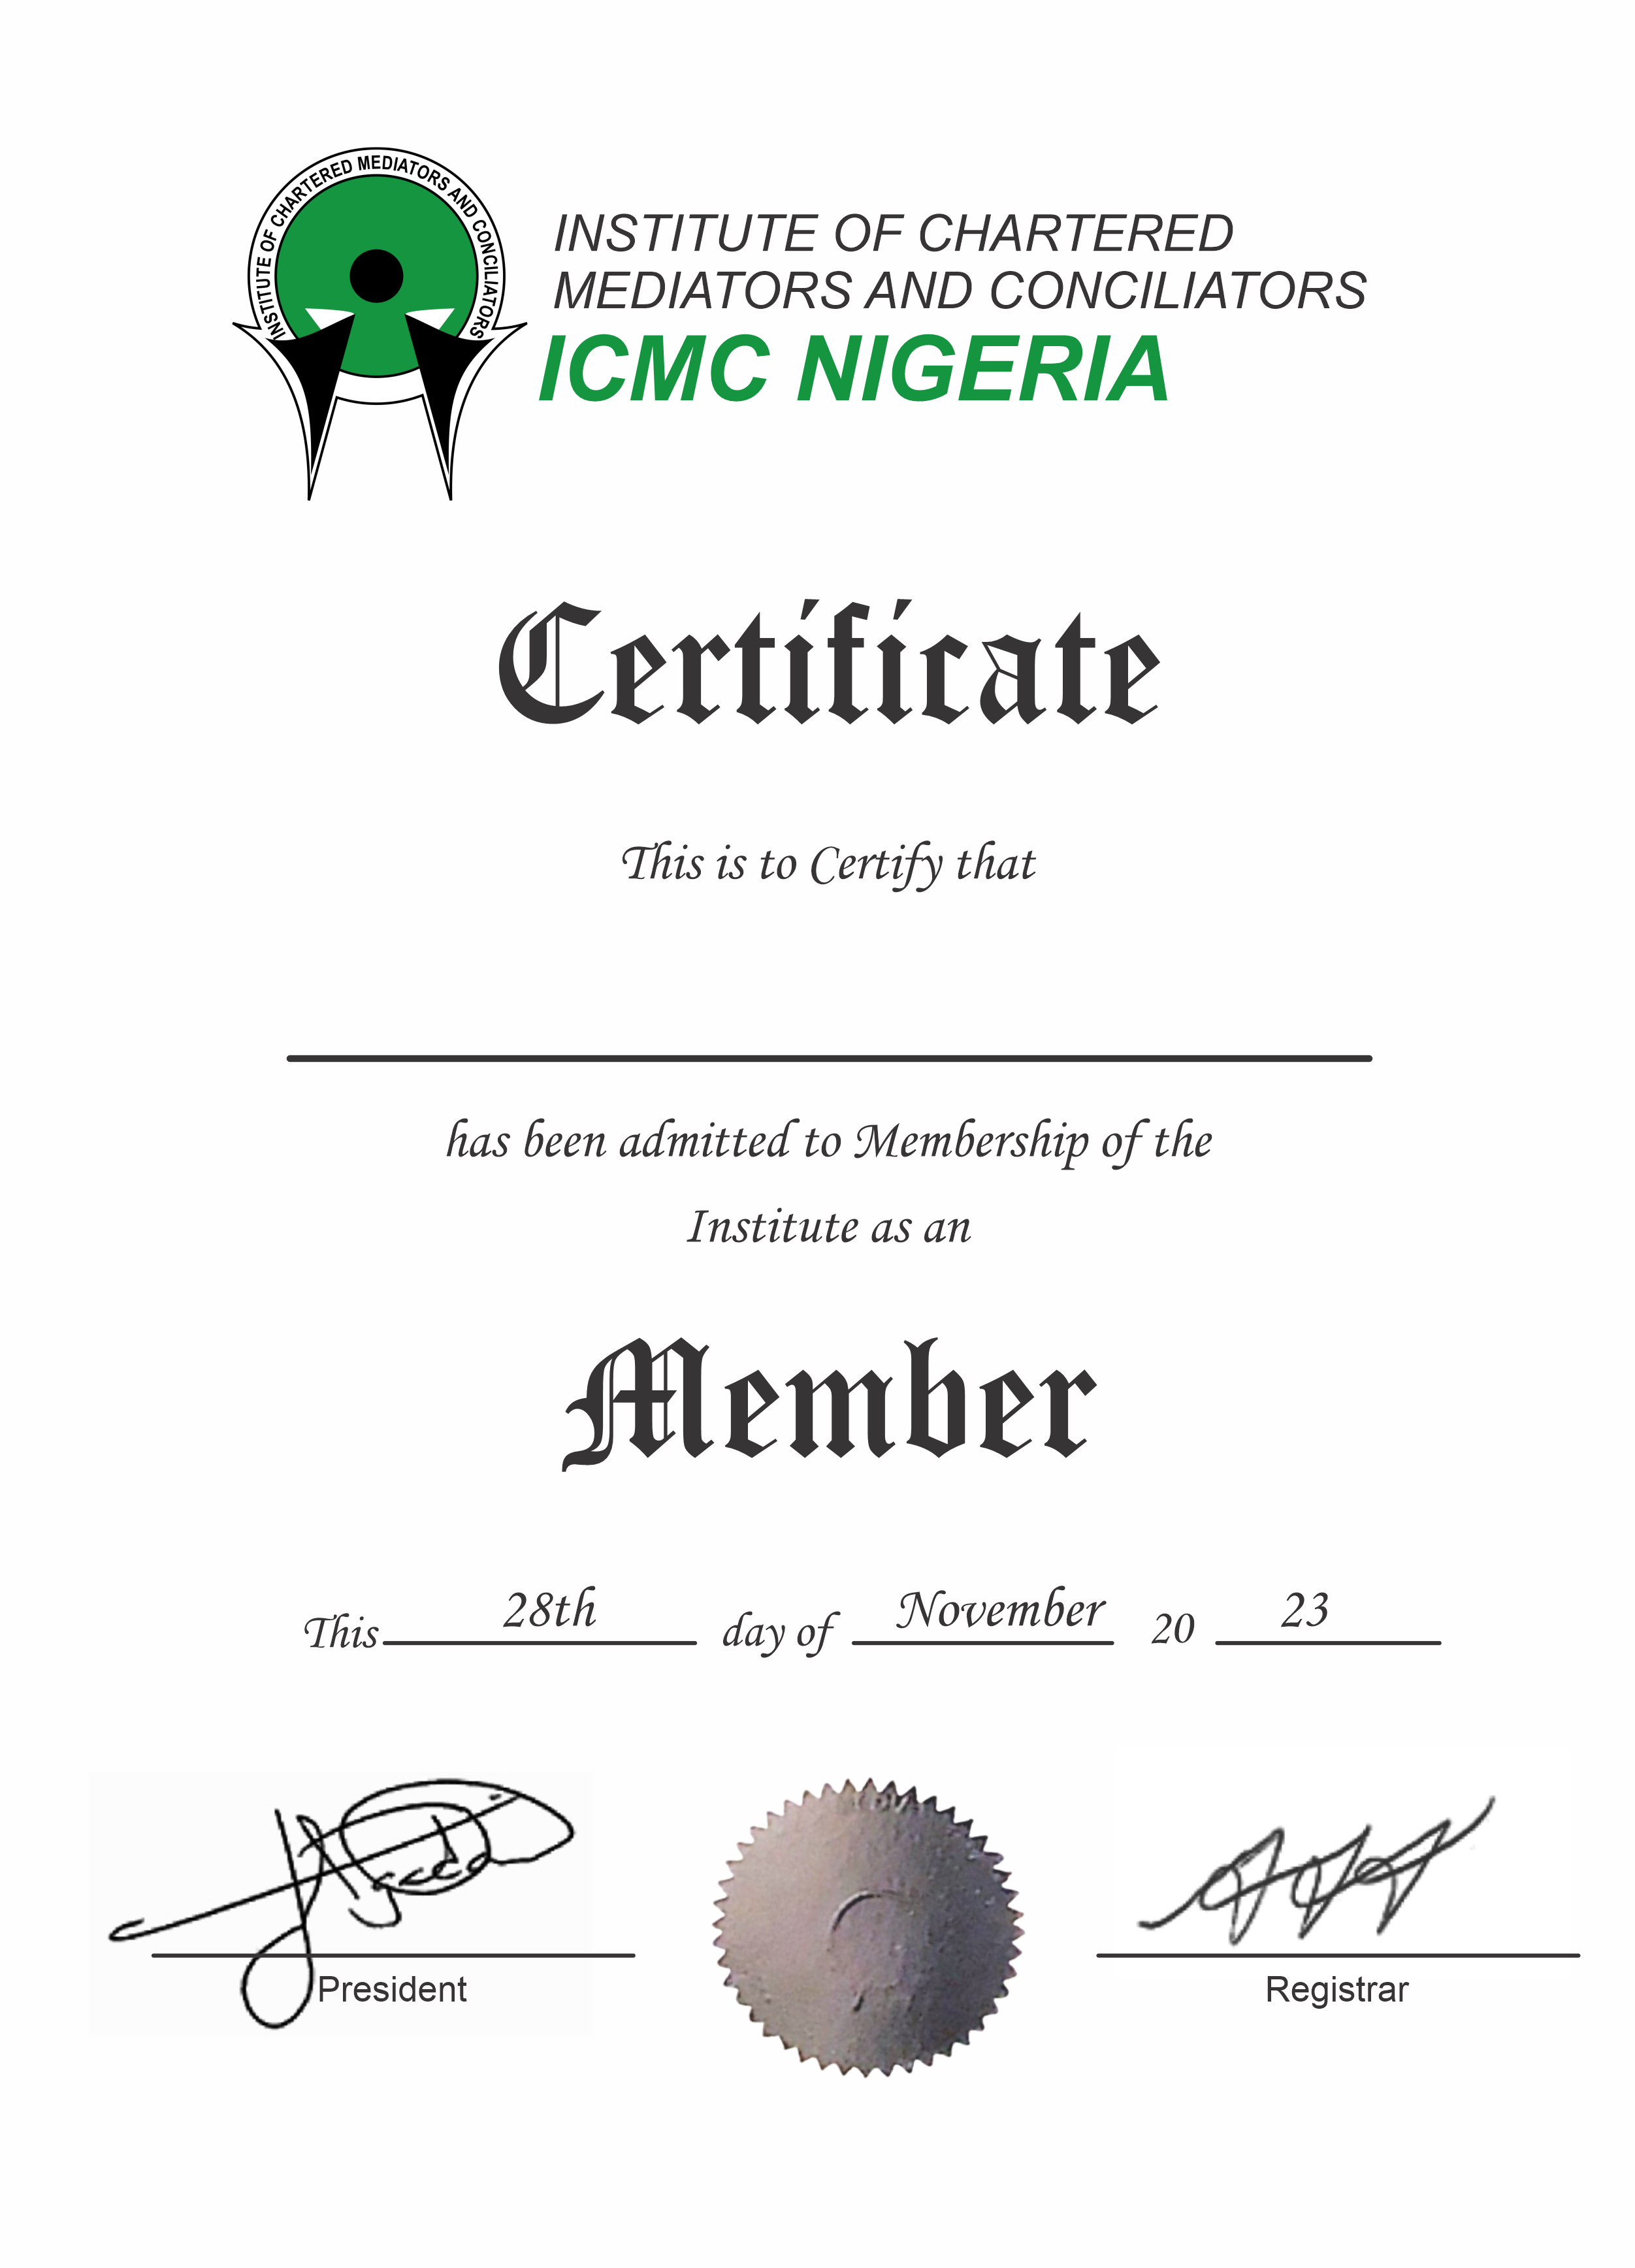 INSTITUTE OF CHARTERED MEDIATORS AND CONCILIATORS
INSTITUTE OF CHARTERED
MEDIATORS AND CONCILIATORS
ICMC NIGERIA
Certificate
This is to Certify that
has been admitted to Membership of the
Institute as an
Member
This 28th day of November 20 23
President
Registrar